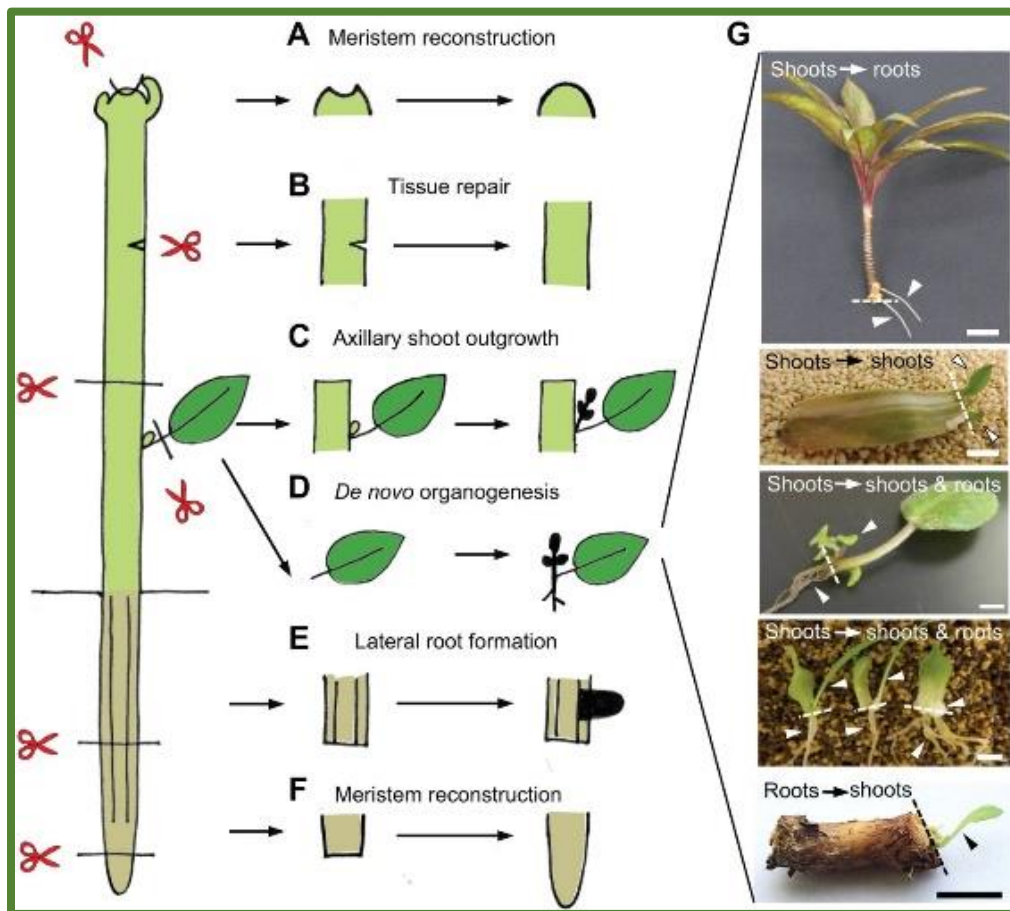 A Meristem reconstruction
B Tissue repair
C Axillary shoot outgrowth
D De novo organogenesis
E Lateral root formation
F Meristem reconstruction
G
Shoots → roots
Shoots → shoots
Shoots → shoots & roots
Shoots → shoots & roots
Roots → shoots